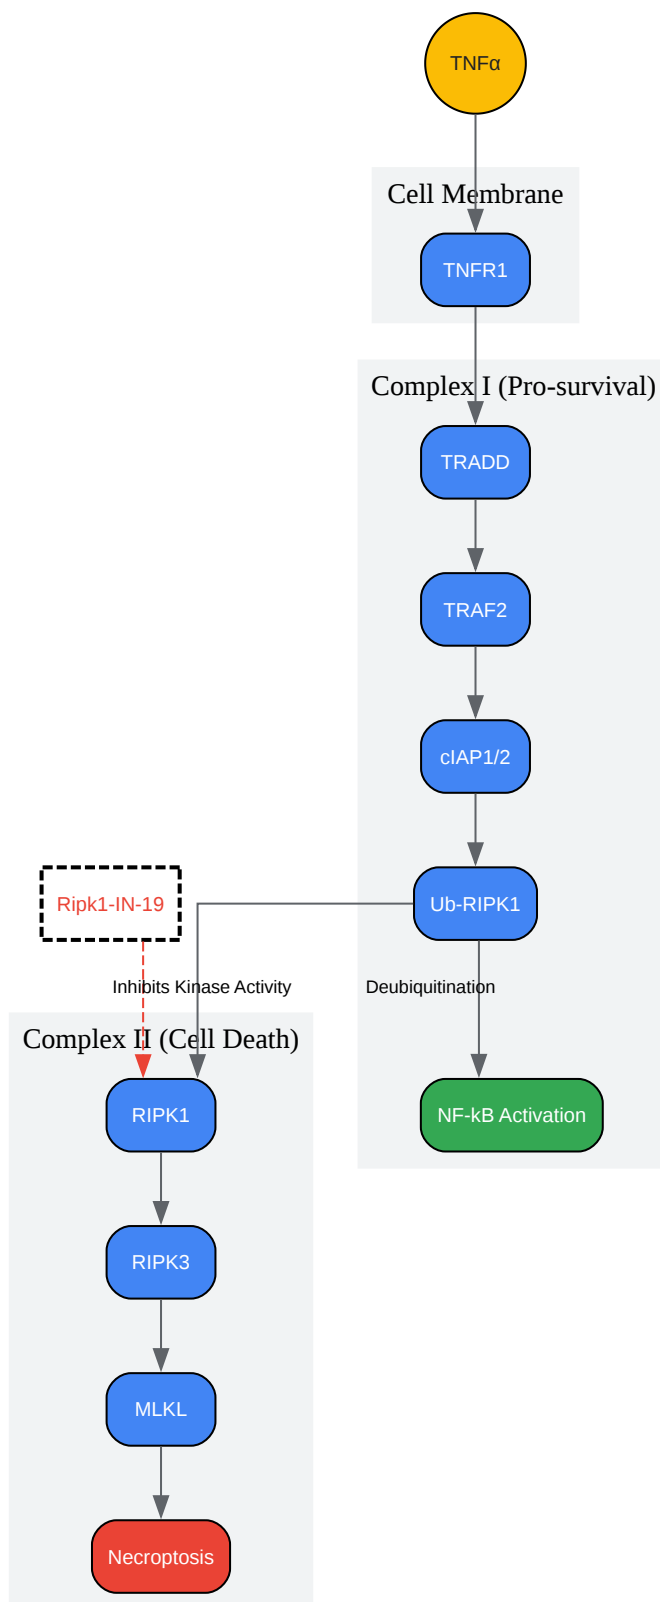 TNFα
Cell Membrane
TNFR1
Complex I (Pro-survival)
TRADD
TRAF2
cIAP1/2
Ripk1-IN-19
Ub-RIPK1
Inhibits Kinase Activity
Deubiquitination
Complex II (Cell Death)
RIPK1
NF-kB Activation
RIPK3
MLKL
Necroptosis